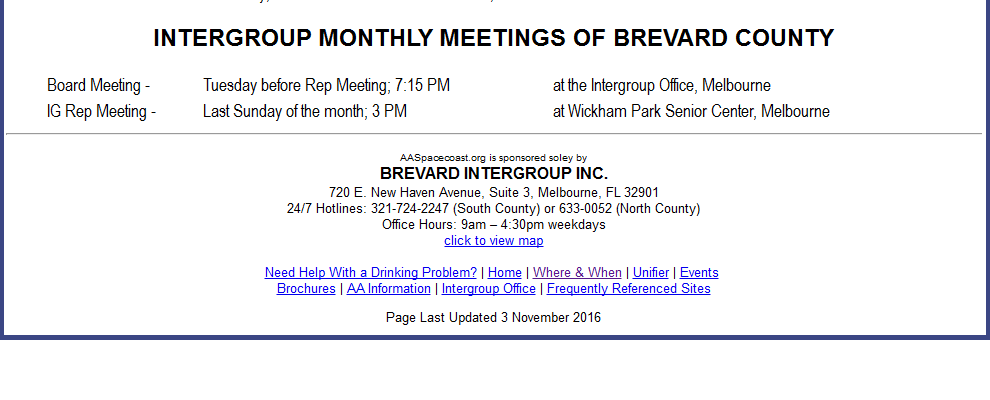 INTERGROUP MONTHLY MEETINGS OF BREVARD COUNTY
Board Meeting - Tuesday before Rep Meeting; 7:15 PM at the Intergroup Office, Melbourne
IG Rep Meeting - Last Sunday of the month; 3 PM at Wickham Park Senior Center, Melbourne
AASpacecoast.org is sponsored soley by
BREVARD INTERGROUP INC.
720 E. New Haven Avenue, Suite 3, Melbourne, FL 32901
24/7 Hotlines: 321-724-2247 (South County) or 633-0052 (North County)
Office Hours: 9am – 4:30pm weekdays
click to view map
Need Help With a Drinking Problem? | Home | Where & When | Unifier | Events
Brochures | AA Information | Intergroup Office | Frequently Referenced Sites
Page Last Updated 3 November 2016